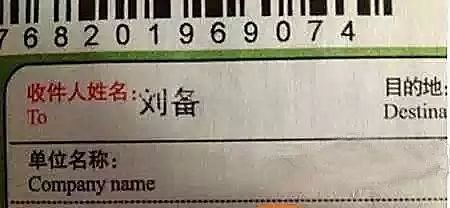 768201969074
收件人姓名: 刘备 目的地:
To Destina
单位名称:
Company name